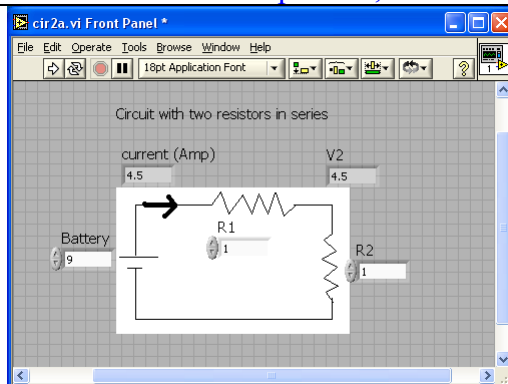 cir2a.vi Front Panel *
File Edit Operate Tools Browse Window Help
18pt Application Font
Circuit with two resistors in series
current (Amp)
4.5
V2
4.5
Battery
9
R1
1
R2
1